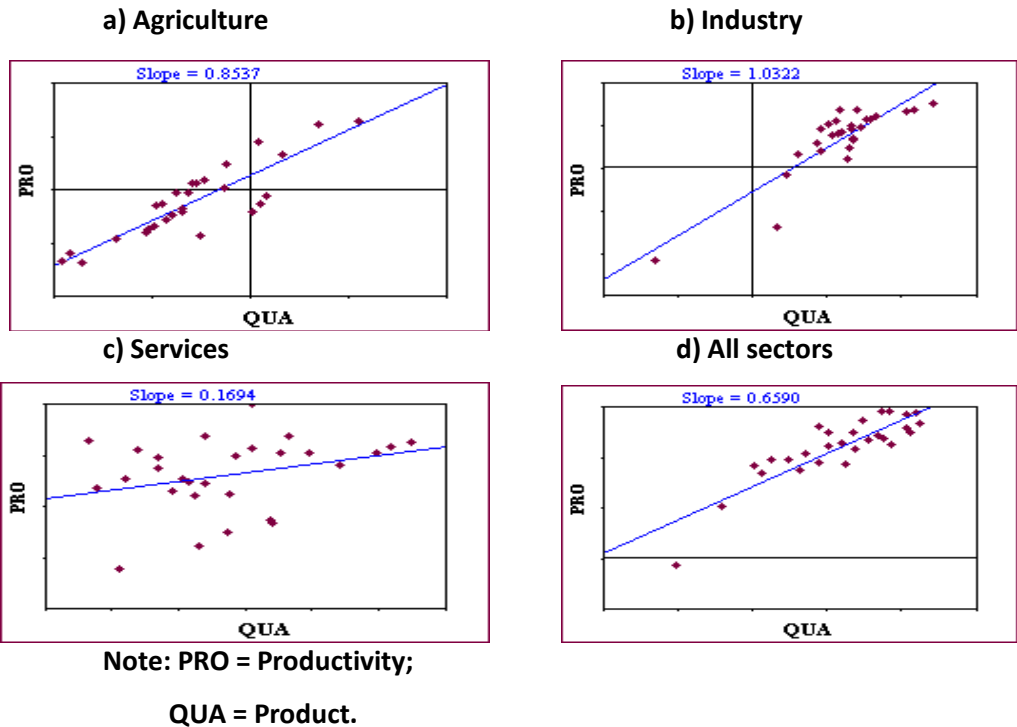 a) Agriculture
b) Industry
Slope = 0.8537
PRO
QUA
Slope = 1.0322
PRO
QUA
c) Services
d) All sectors
Slope = 0.1694
PRO
QUA
Slope = 0.6590
PRO
QUA
Note: PRO = Productivity;
QUA = Product.